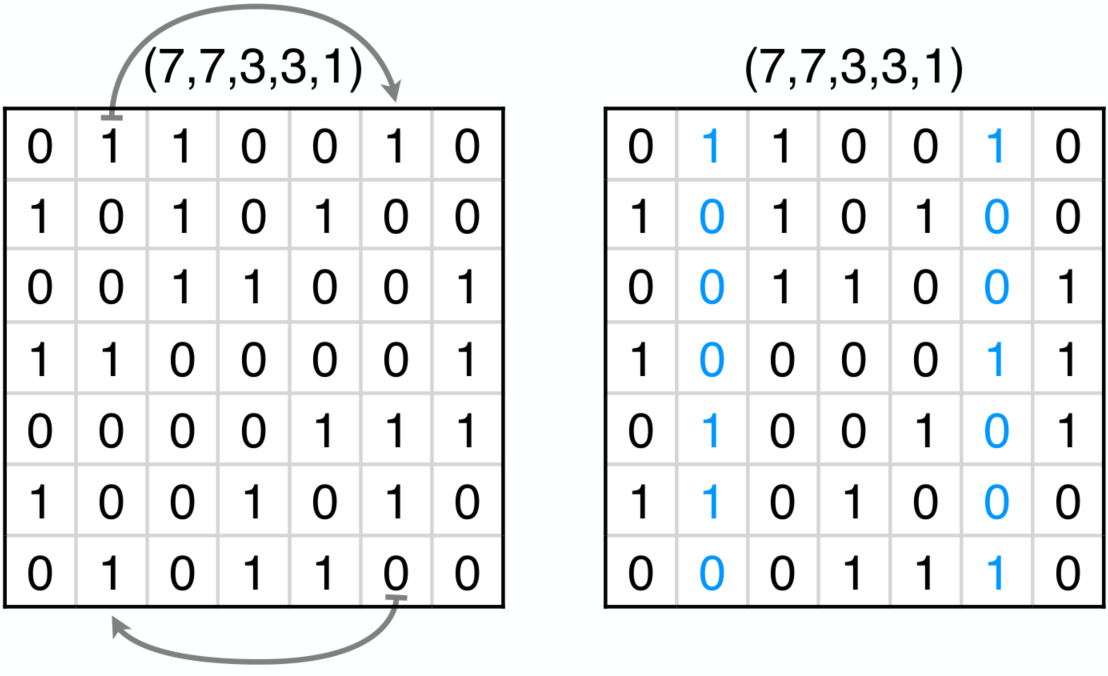 (7,7,3,3,1)
0 1 1 0 0 1 0
1 0 1 0 1 0 0
0 0 1 1 0 0 1
1 1 0 0 0 0 1
0 0 0 0 1 1 1
1 0 0 1 0 1 0
0 1 0 1 1 0 0
(7,7,3,3,1)
0 1 1 0 0 1 0
1 0 1 0 1 0 0
0 0 1 1 0 0 1
1 0 0 0 0 1 1
0 1 0 0 1 0 1
1 1 0 1 0 0 0
0 0 0 1 1 1 0